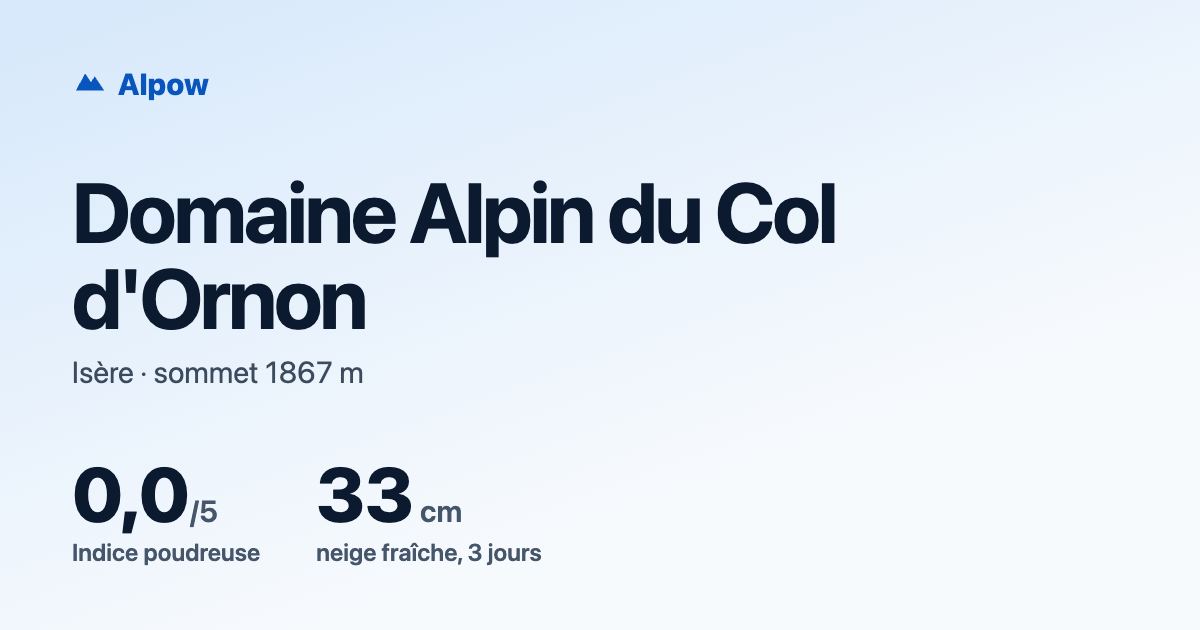 Alpow
Domaine Alpin du Col
d'Ornon
Isère · sommet 1867 m
0,0/5 33 cm
Indice poudreuse neige fraîche, 3 jours